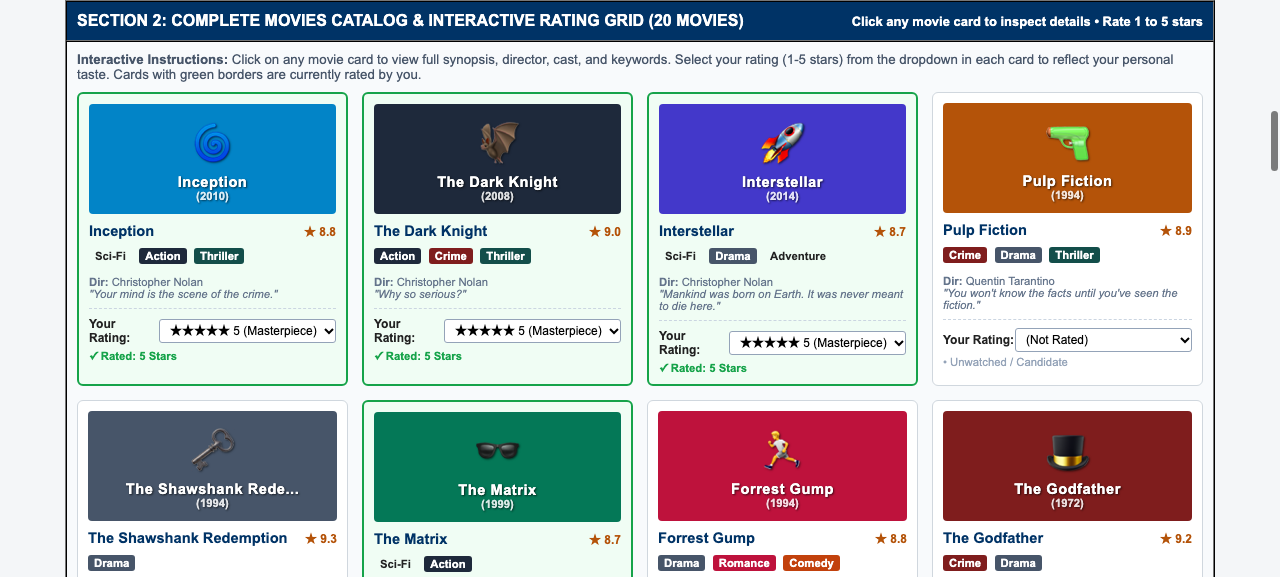 SECTION 2: COMPLETE MOVIES CATALOG & INTERACTIVE RATING GRID (20 MOVIES)
Click any movie card to inspect details • Rate 1 to 5 stars
Interactive Instructions: Click on any movie card to view full synopsis, director, cast, and keywords. Select your rating (1-5 stars) from the dropdown in each card to reflect your personal
taste. Cards with green borders are currently rated by you.
Inception
(2010)
Inception
★ 8.8
Sci-Fi Action Thriller
Dir: Christopher Nolan
"Your mind is the scene of the crime."
Your
Rating:
★★★★★ 5 (Masterpiece)
✓ Rated: 5 Stars
The Dark Knight
(2008)
The Dark Knight
★ 9.0
Action Crime Thriller
Dir: Christopher Nolan
"Why so serious?"
Your
Rating:
★★★★★ 5 (Masterpiece)
✓ Rated: 5 Stars
Interstellar
(2014)
Interstellar
★ 8.7
Sci-Fi Drama Adventure
Dir: Christopher Nolan
"Mankind was born on Earth. It was never meant
to die here."
Your
Rating:
★★★★★ 5 (Masterpiece)
✓ Rated: 5 Stars
Pulp Fiction
(1994)
Pulp Fiction
★ 8.9
Crime Drama Thriller
Dir: Quentin Tarantino
"You won't know the facts until you've seen the
fiction."
Your Rating:
(Not Rated)
• Unwatched / Candidate
The Shawshank Rede...
(1994)
The Shawshank Redemption
★ 9.3
Drama
The Matrix
(1999)
The Matrix
★ 8.7
Sci-Fi Action
Forrest Gump
(1994)
Forrest Gump
★ 8.8
Drama Romance Comedy
The Godfather
(1972)
The Godfather
★ 9.2
Crime Drama